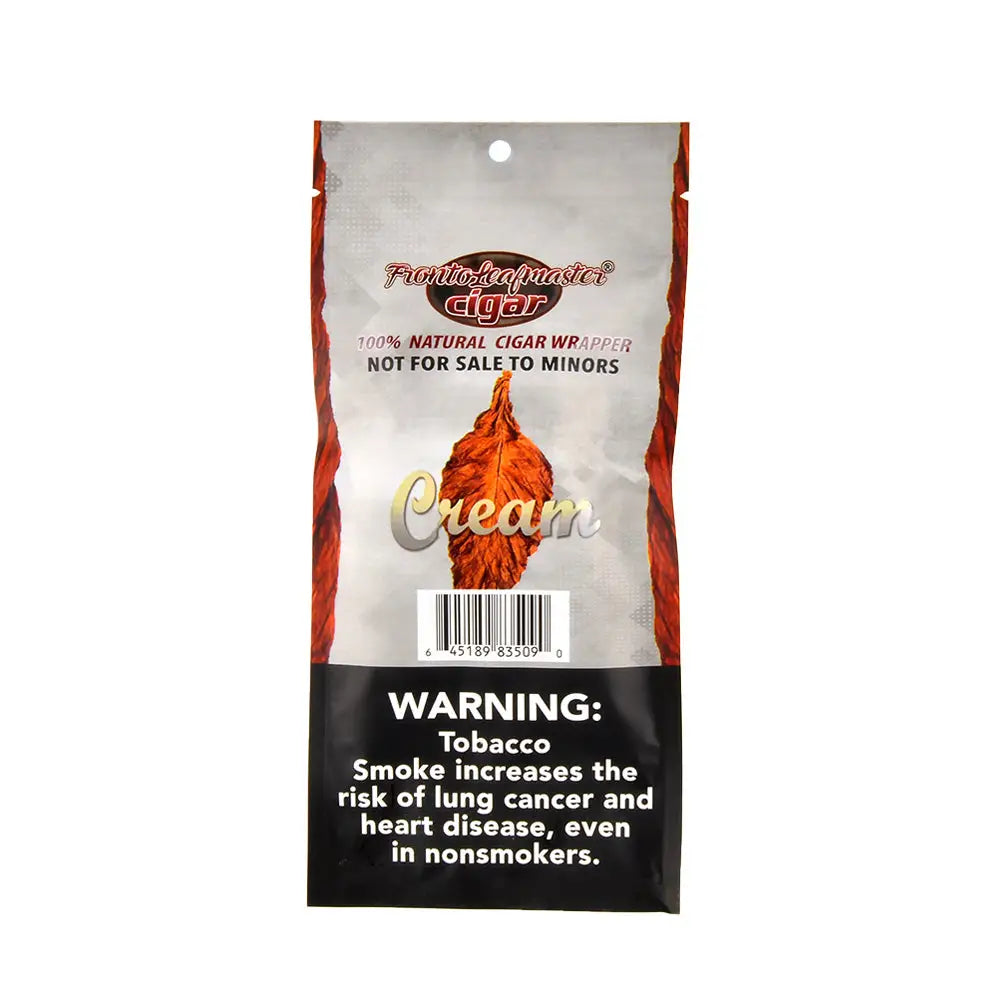 FrontoLeafmaster®
cigar
100% NATURAL CIGAR WRAPPER
NOT FOR SALE TO MINORS
Cream
6 45189 83509 0
WARNING:
Tobacco
Smoke increases the
risk of lung cancer and
heart disease, even
in nonsmokers.